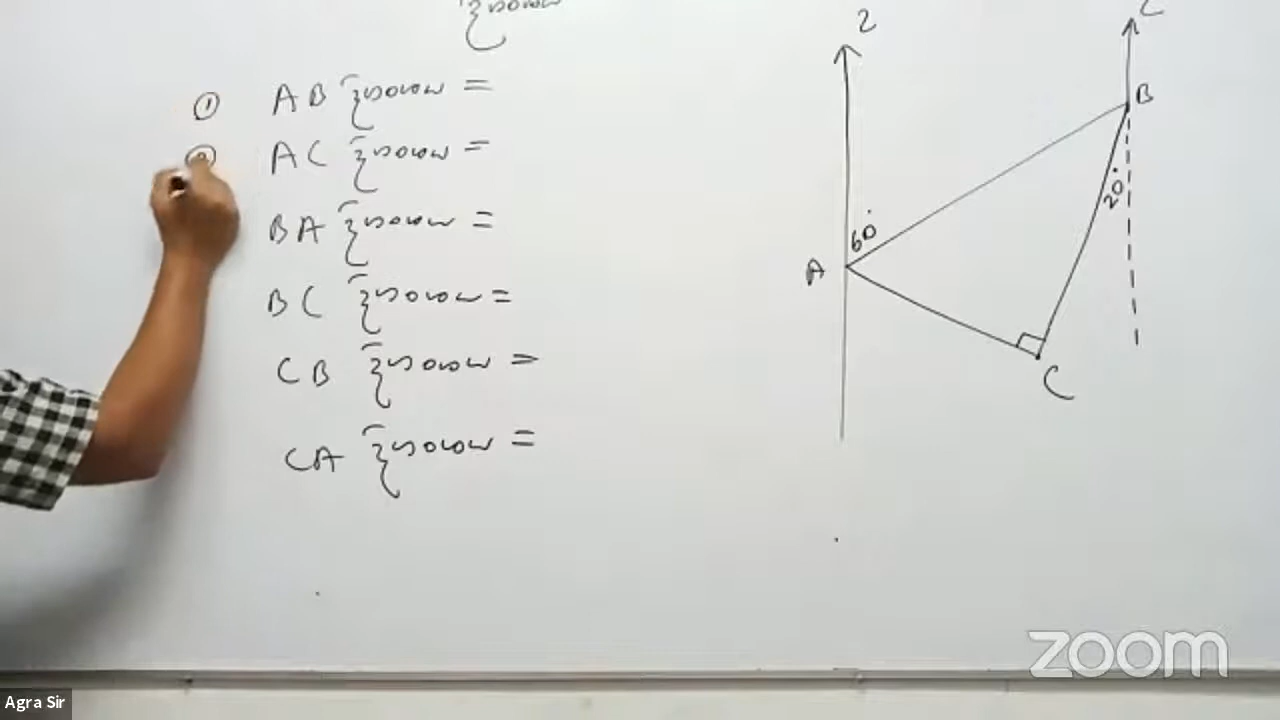 දිගංශය
උ
① AB දිගංශය =
② AC දිගංශය =
BA දිගංශය =
BC දිගංශය =
CB දිගංශය =
CA දිගංශය =
B
20°
60°
A
C
zoom
Agra Sir